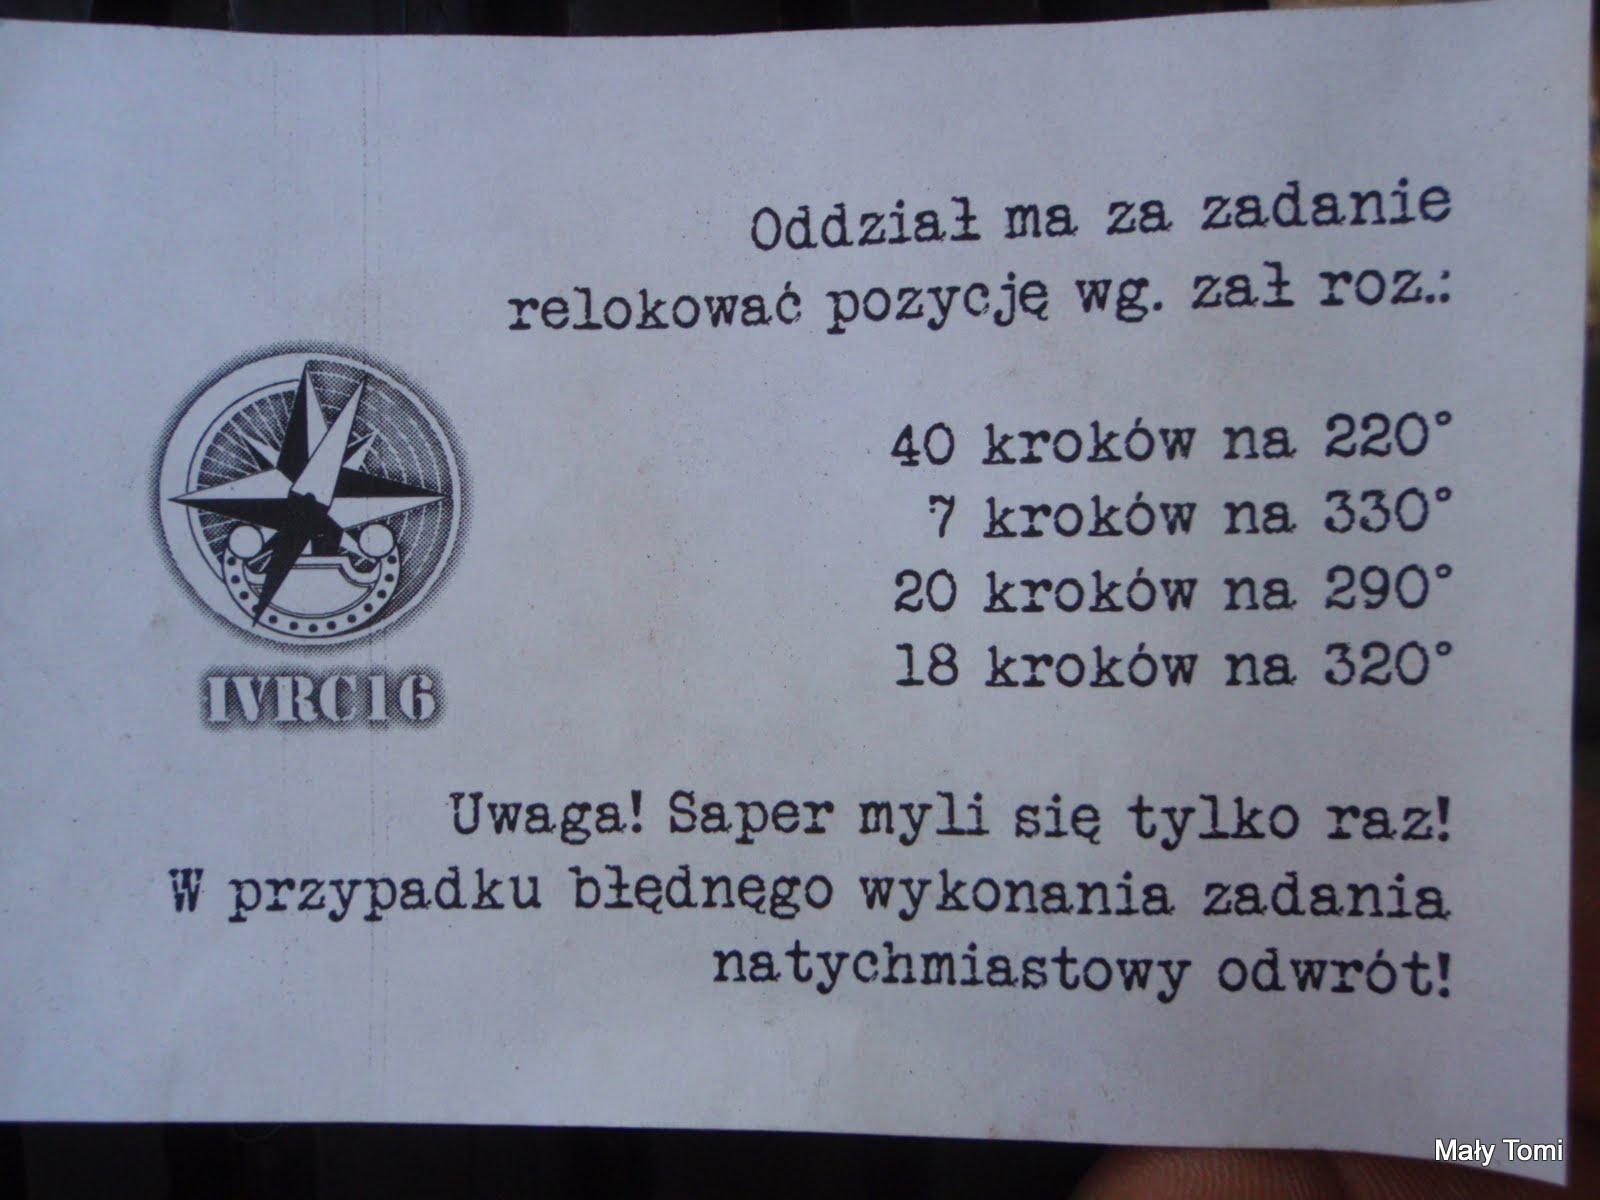 Oddział ma za zadanie
relokować pozycję wg. zał roz.:
40 kroków na 220°
7 kroków na 330°
20 kroków na 290°
18 kroków na 320°
IVRC16
Uwaga! Saper myli się tylko raz!
W przypadku błędnęgo wykonania zadania
natychmiastowy odwrót!
Mały Tomi